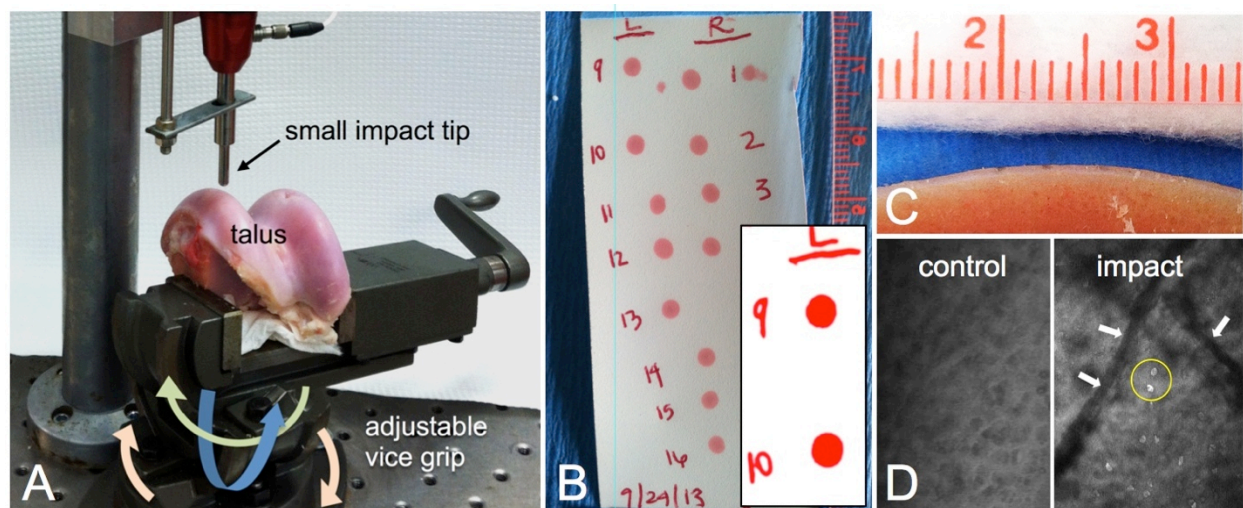 small impact tip
talus
adjustable
vice grip
A
L R
9 1
10 2
11 3
12
13
14
15
16
9/24/13
B
L
9
10
2 3
C
control impact
D